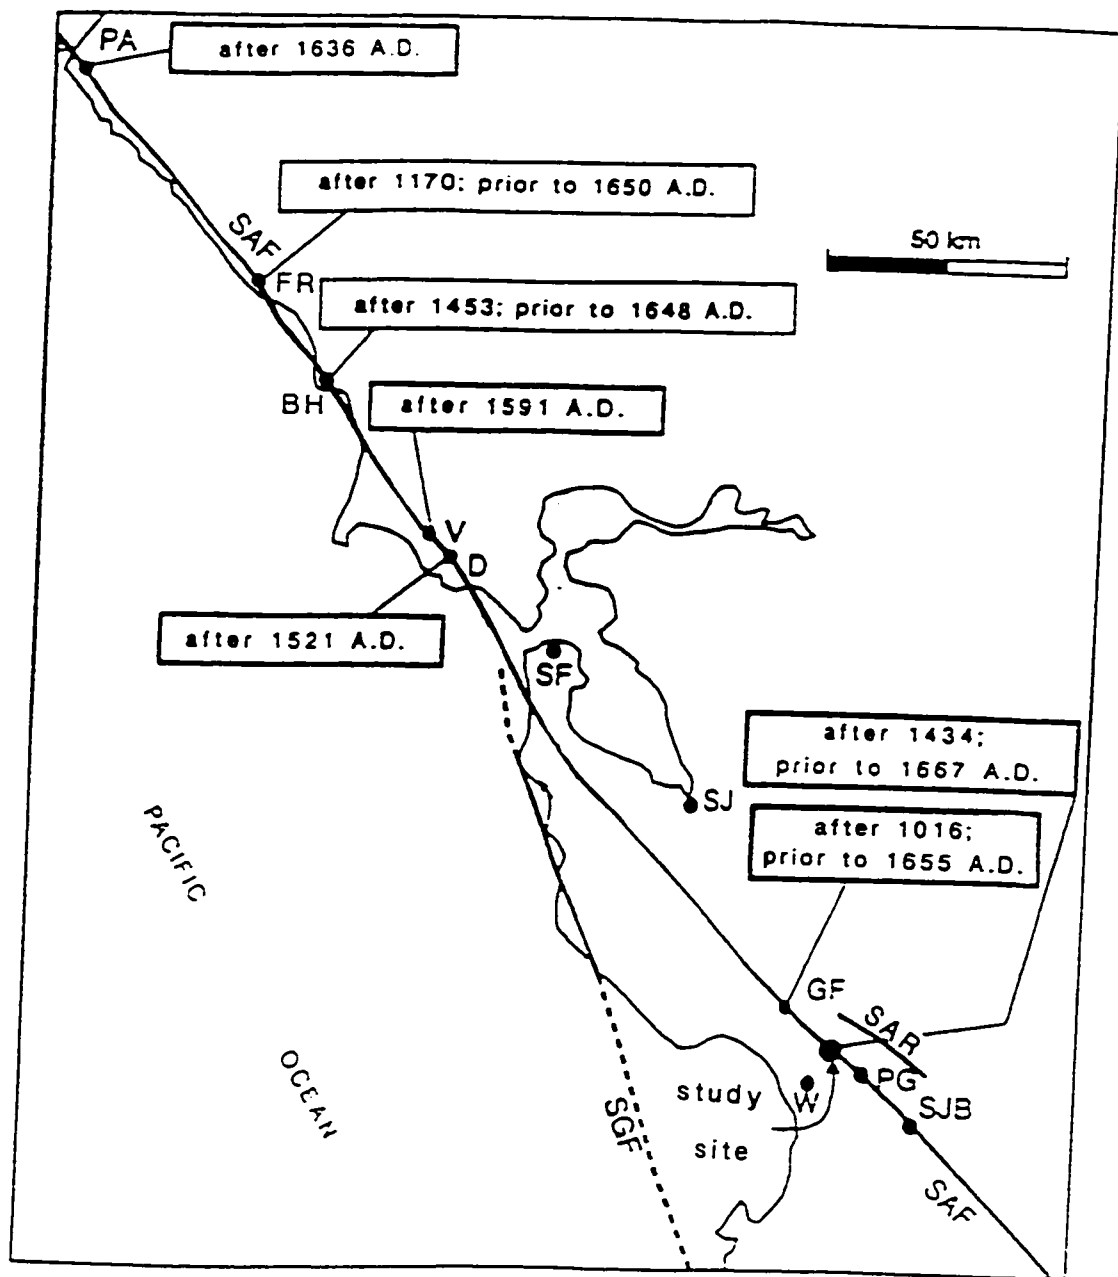 PA
after 1636 A.D.
after 1170; prior to 1650 A.D.
SAF
50 km
FR
after 1453; prior to 1648 A.D.
BH
after 1591 A.D.
V
D
after 1521 A.D.
SF
after 1434;
prior to 1667 A.D.
SJ
after 1016;
prior to 1655 A.D.
PACIFIC
OCEAN
GF
SAR
PG
W
study
site
SJB
SGF
SAF